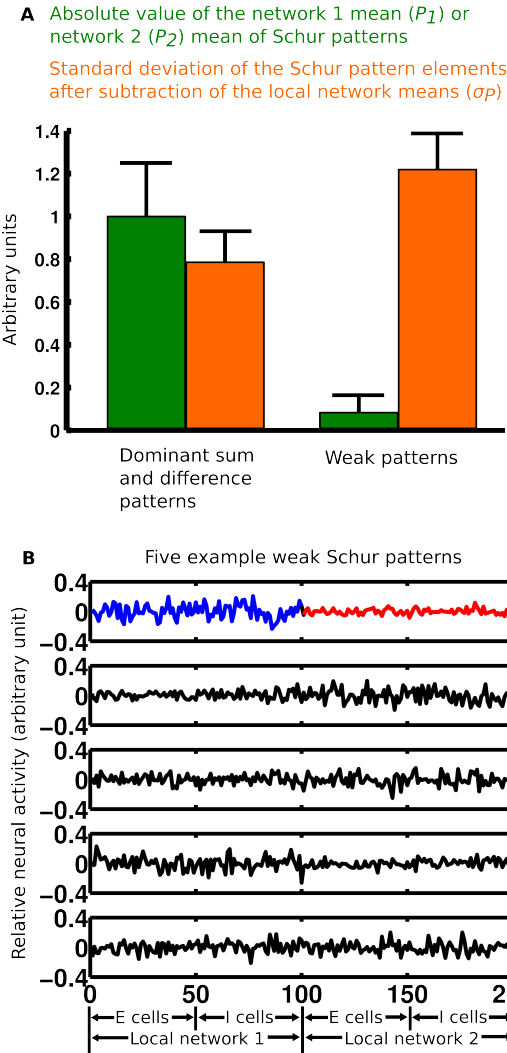 A Absolute value of the network 1 mean (P1) or
network 2 (P2) mean of Schur patterns
Standard deviation of the Schur pattern elements
after subtraction of the local network means (σP)
Arbitrary units
1.4
1.2
1
0.8
0.6
0.4
0.2
0
Dominant sum
and difference
patterns
Weak patterns
B Five example weak Schur patterns
Relative neural activity (arbitrary unit)
0.4
0
−0.4
0.4
0
−0.4
0.4
0
−0.4
0.4
0
−0.4
0.4
0
−0.4
0 50 100 150 2
E cells I cells E cells I cells
Local network 1 Local network 2